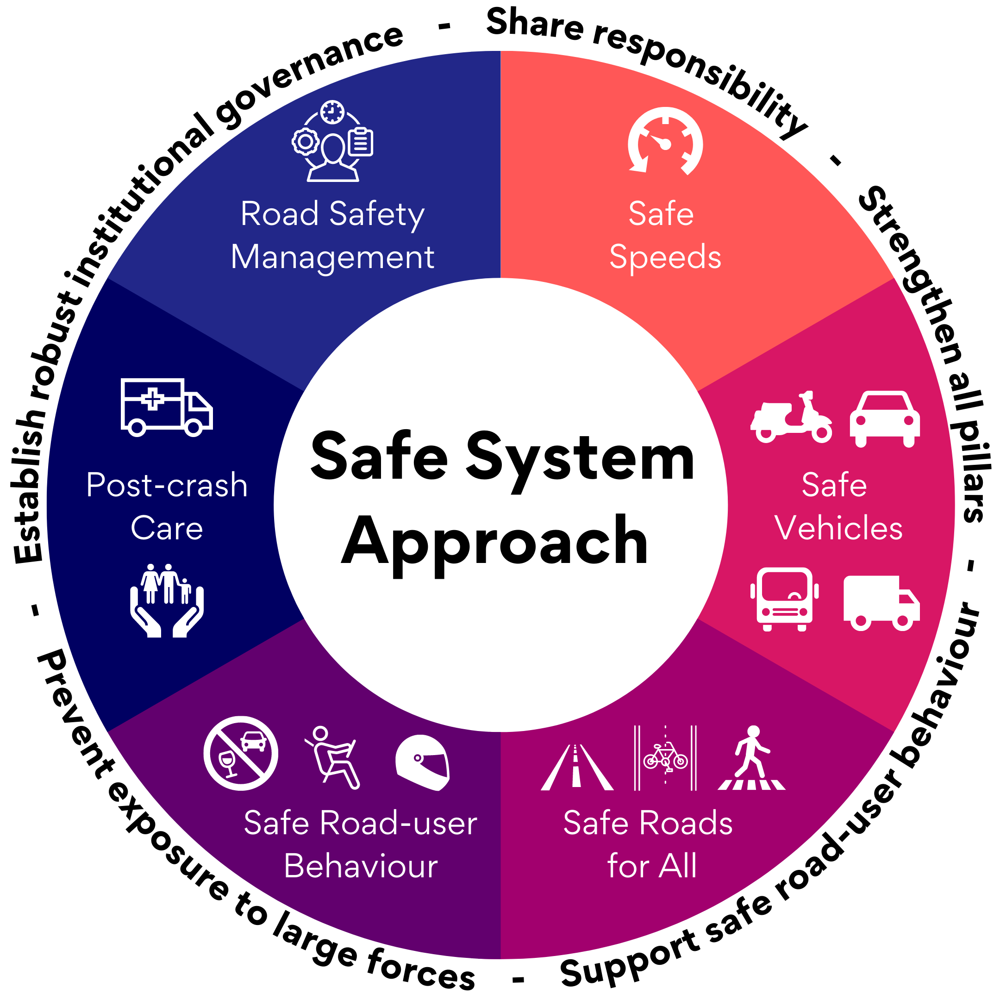 Share responsibility - Strengthen all pillars - Support safe road-user behaviour - Prevent exposure to large forces - Establish robust institutional governance -
Safe
Speeds
Safe
Vehicles
Safe Roads
for All
Safe Road-user
Behaviour
Post-crash
Care
Road Safety
Management
Safe System
Approach